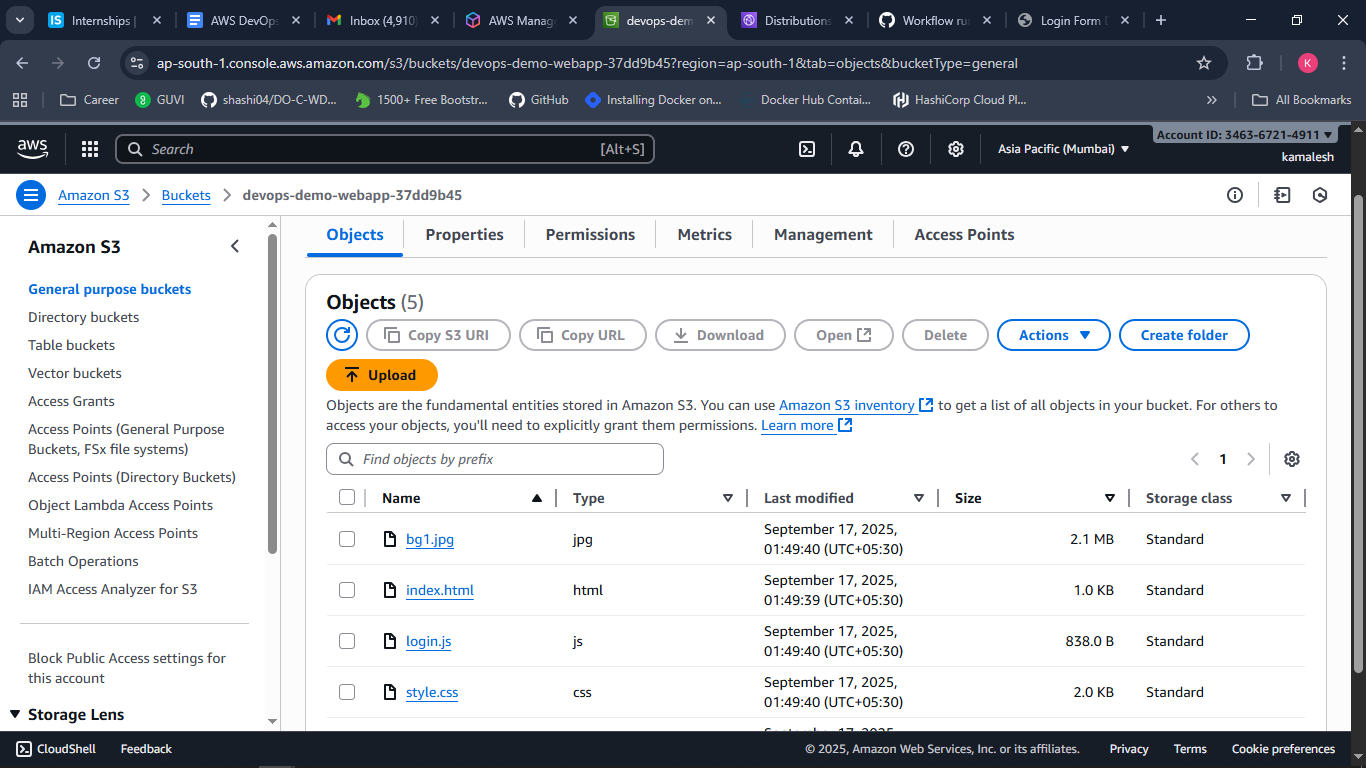 Internships |
AWS DevOps
Inbox (4,910)
AWS Manag
devops-dem
Distributions
Workflow ru
Login Form D
ap-south-1.console.aws.amazon.com/s3/buckets/devops-demo-webapp-37dd9b45?region=ap-south-1&tab=objects&bucketType=general
K
Career
GUVI
shashi04/DO-C-WD...
1500+ Free Bootstr...
GitHub
Installing Docker on...
Docker Hub Contai...
HashiCorp Cloud Pl...
All Bookmarks
aws
Search
[Alt+S]
Asia Pacific (Mumbai)
Account ID: 3463-6721-4911
kamalesh
Amazon S3
Buckets
devops-demo-webapp-37dd9b45
Amazon S3
General purpose buckets
Directory buckets
Table buckets
Vector buckets
Access Grants
Access Points (General Purpose
Buckets, FSx file systems)
Access Points (Directory Buckets)
Object Lambda Access Points
Multi-Region Access Points
Batch Operations
IAM Access Analyzer for S3
Block Public Access settings for
this account
Storage Lens
Objects
Properties
Permissions
Metrics
Management
Access Points
Objects (5)
Copy S3 URI
Copy URL
Download
Open
Delete
Actions
Create folder
Upload
Objects are the fundamental entities stored in Amazon S3. You can use Amazon S3 inventory to get a list of all objects in your bucket. For others to
access your objects, you'll need to explicitly grant them permissions. Learn more
Find objects by prefix
1
Name
Type
Last modified
Size
Storage class
bg1.jpg
jpg
September 17, 2025,
01:49:40 (UTC+05:30)
2.1 MB
Standard
index.html
html
September 17, 2025,
01:49:39 (UTC+05:30)
1.0 KB
Standard
login.js
js
September 17, 2025,
01:49:40 (UTC+05:30)
838.0 B
Standard
style.css
css
September 17, 2025,
01:49:40 (UTC+05:30)
2.0 KB
Standard
CloudShell
Feedback
© 2025, Amazon Web Services, Inc. or its affiliates.
Privacy
Terms
Cookie preferences